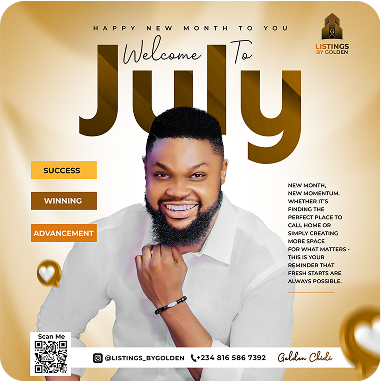 HAPPY NEW MONTH TO YOU
LISTINGS
BY GOLDEN
Welcome To
July
SUCCESS
WINNING
ADVANCEMENT
NEW MONTH,
NEW MOMENTUM.
WHETHER IT'S
FINDING THE
PERFECT PLACE TO
CALL HOME OR
SIMPLY CREATING
MORE SPACE
FOR WHAT MATTERS -
THIS IS YOUR
REMINDER THAT
FRESH STARTS ARE
ALWAYS POSSIBLE.
Scan Me
@LISTINGS_BYGOLDEN +234 816 586 7392 Golden Chidi